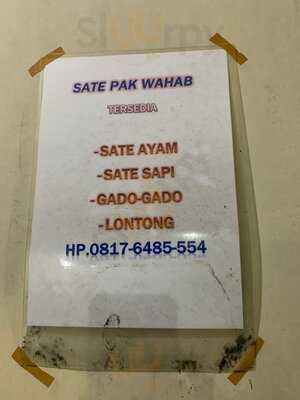 SATE PAK WAHAB
TERSEDIA
-SATE AYAM
-SATE SAPI
-GADO-GADO
-LONTONG
HP.0817-6485-554